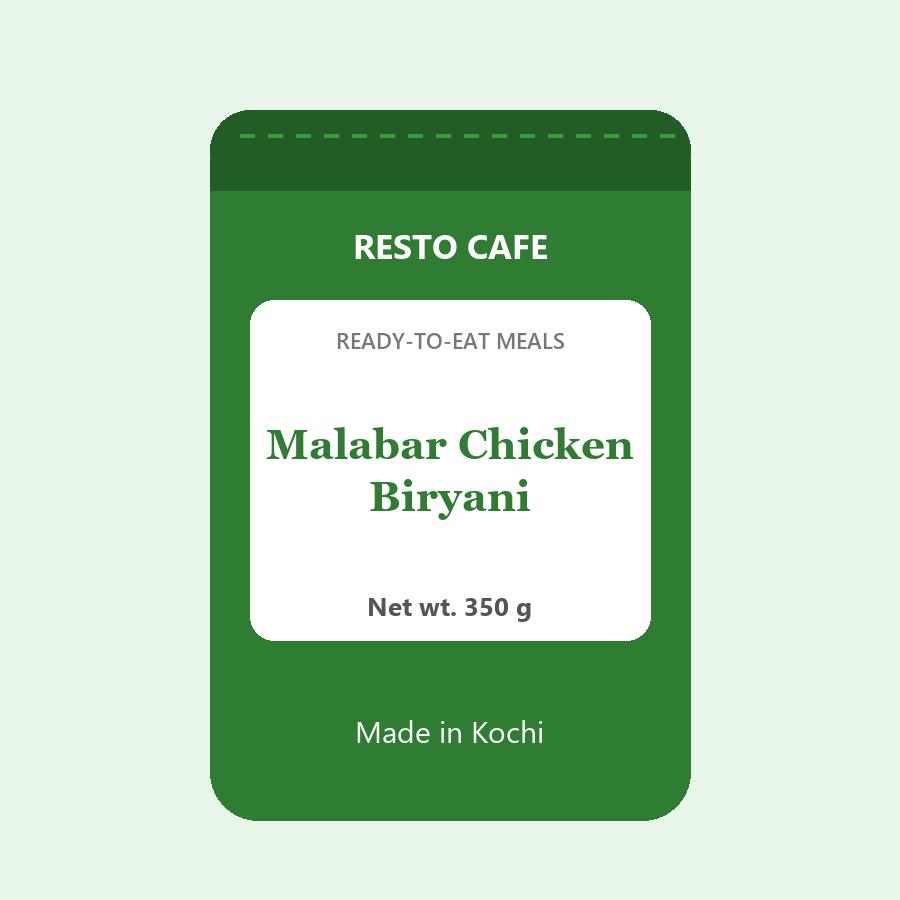 RESTO CAFE
READY-TO-EAT MEALS
Malabar Chicken
Biryani
Net wt. 350 g
Made in Kochi